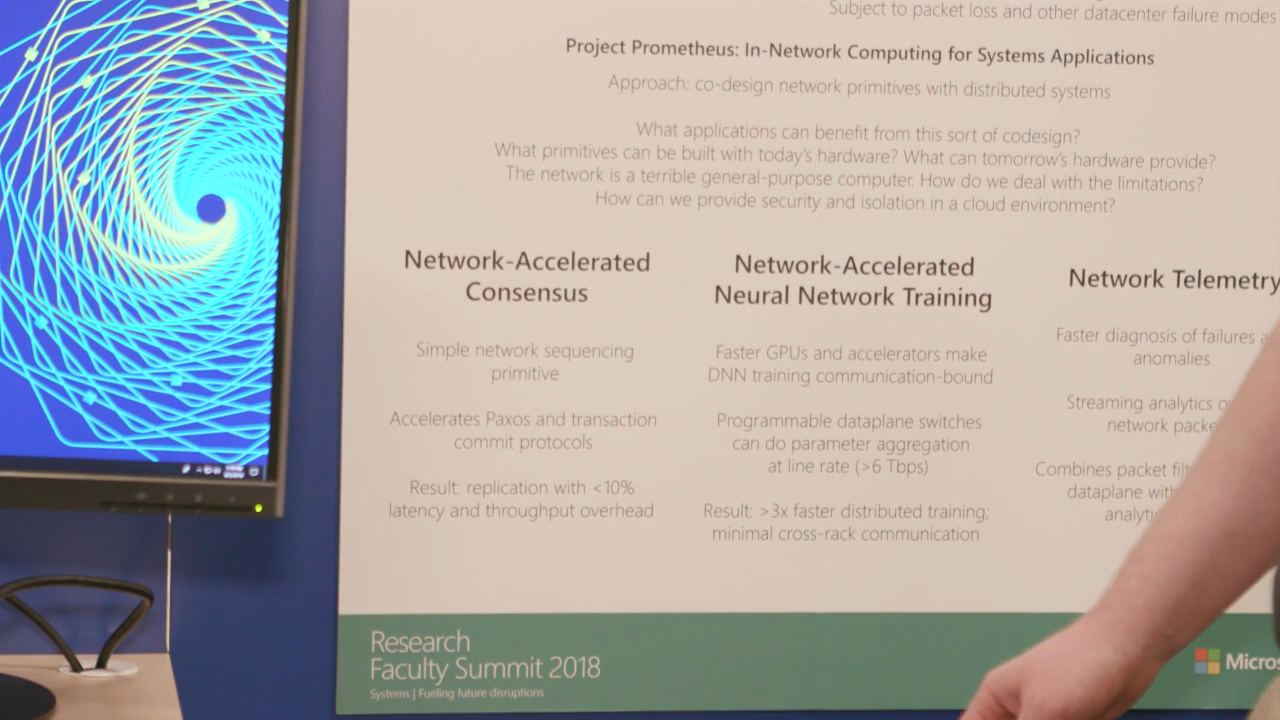 Subject to packet loss and other datacenter failure modes
Project Prometheus: In-Network Computing for Systems Applications
Approach: co-design network primitives with distributed systems
What applications can benefit from this sort of codesign?
What primitives can be built with today's hardware? What can tomorrow's hardware provide?
The network is a terrible general-purpose computer. How do we deal with the limitations?
How can we provide security and isolation in a cloud environment?
Network-Accelerated
Consensus
Simple network sequencing
primitive
Accelerates Paxos and transaction
commit protocols
Result: replication with <10%
latency and throughput overhead
Network-Accelerated
Neural Network Training
Faster GPUs and accelerators make
DNN training communication-bound
Programmable dataplane switches
can do parameter aggregation
at line rate (>6 Tbps)
Result: >3x faster distributed training;
minimal cross-rack communication
Network Telemetry
Faster diagnosis of failures
anomalies
Streaming analytics
network
Combines packet
dataplane
Research
Faculty Summit 2018
Systems | Fueling future disruptions
Micros